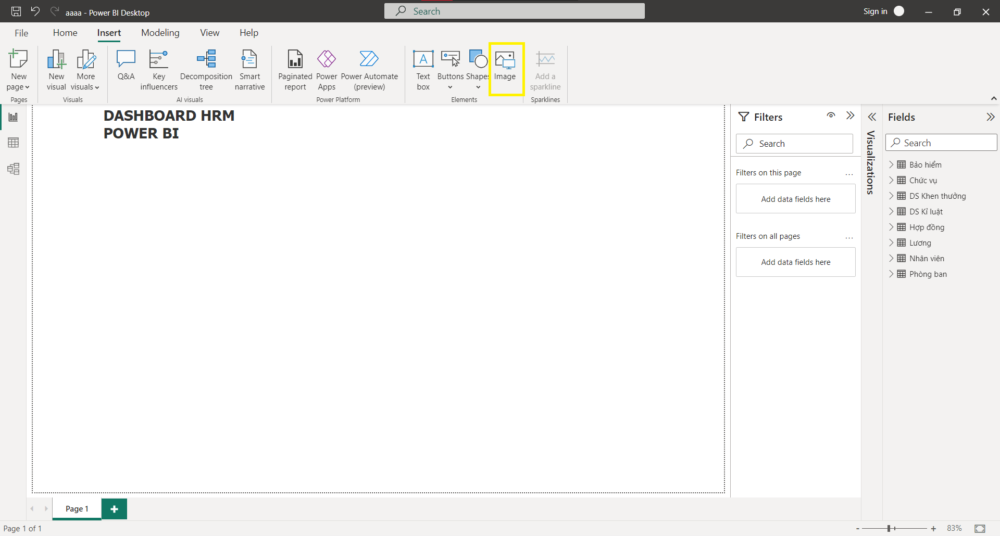 aaaa - Power BI Desktop
Search
Sign in
File
Home
Insert
Modeling
View
Help
New page
New visual
More visuals
Q&A
Key influencers
Decomposition tree
Smart narrative
Paginated report
Power Apps
Power Automate (preview)
Text box
Buttons
Shapes
Image
Add a sparkline
Pages
Visuals
AI visuals
Power Platform
Elements
Sparklines
DASHBOARD HRM
POWER BI
Filters
Search
Filters on this page
...
Add data fields here
Filters on all pages
...
Add data fields here
Visualizations
Fields
Search
Bảo hiểm
Chức vụ
DS Khen thưởng
DS Kỉ luật
Hợp đồng
Lương
Nhân viên
Phòng ban
Page 1
+
Page 1 of 1
- + 83%